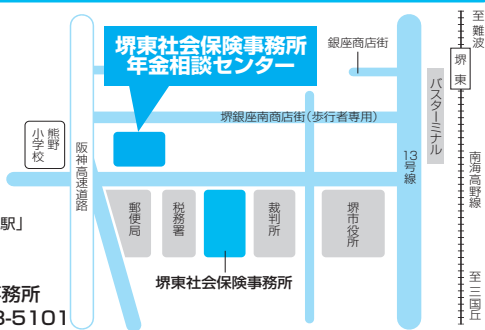 堺東社会保険事務所
年金相談センター
銀座商店街
至難波
堺東
バスターミナル
堺銀座南商店街(歩行者専用)
熊野
小学校
阪神高速道路
13号線
南海高野線
郵便局
税務署
裁判所
堺市役所
駅」
堺東社会保険事務所
至三国丘
務所
-5101